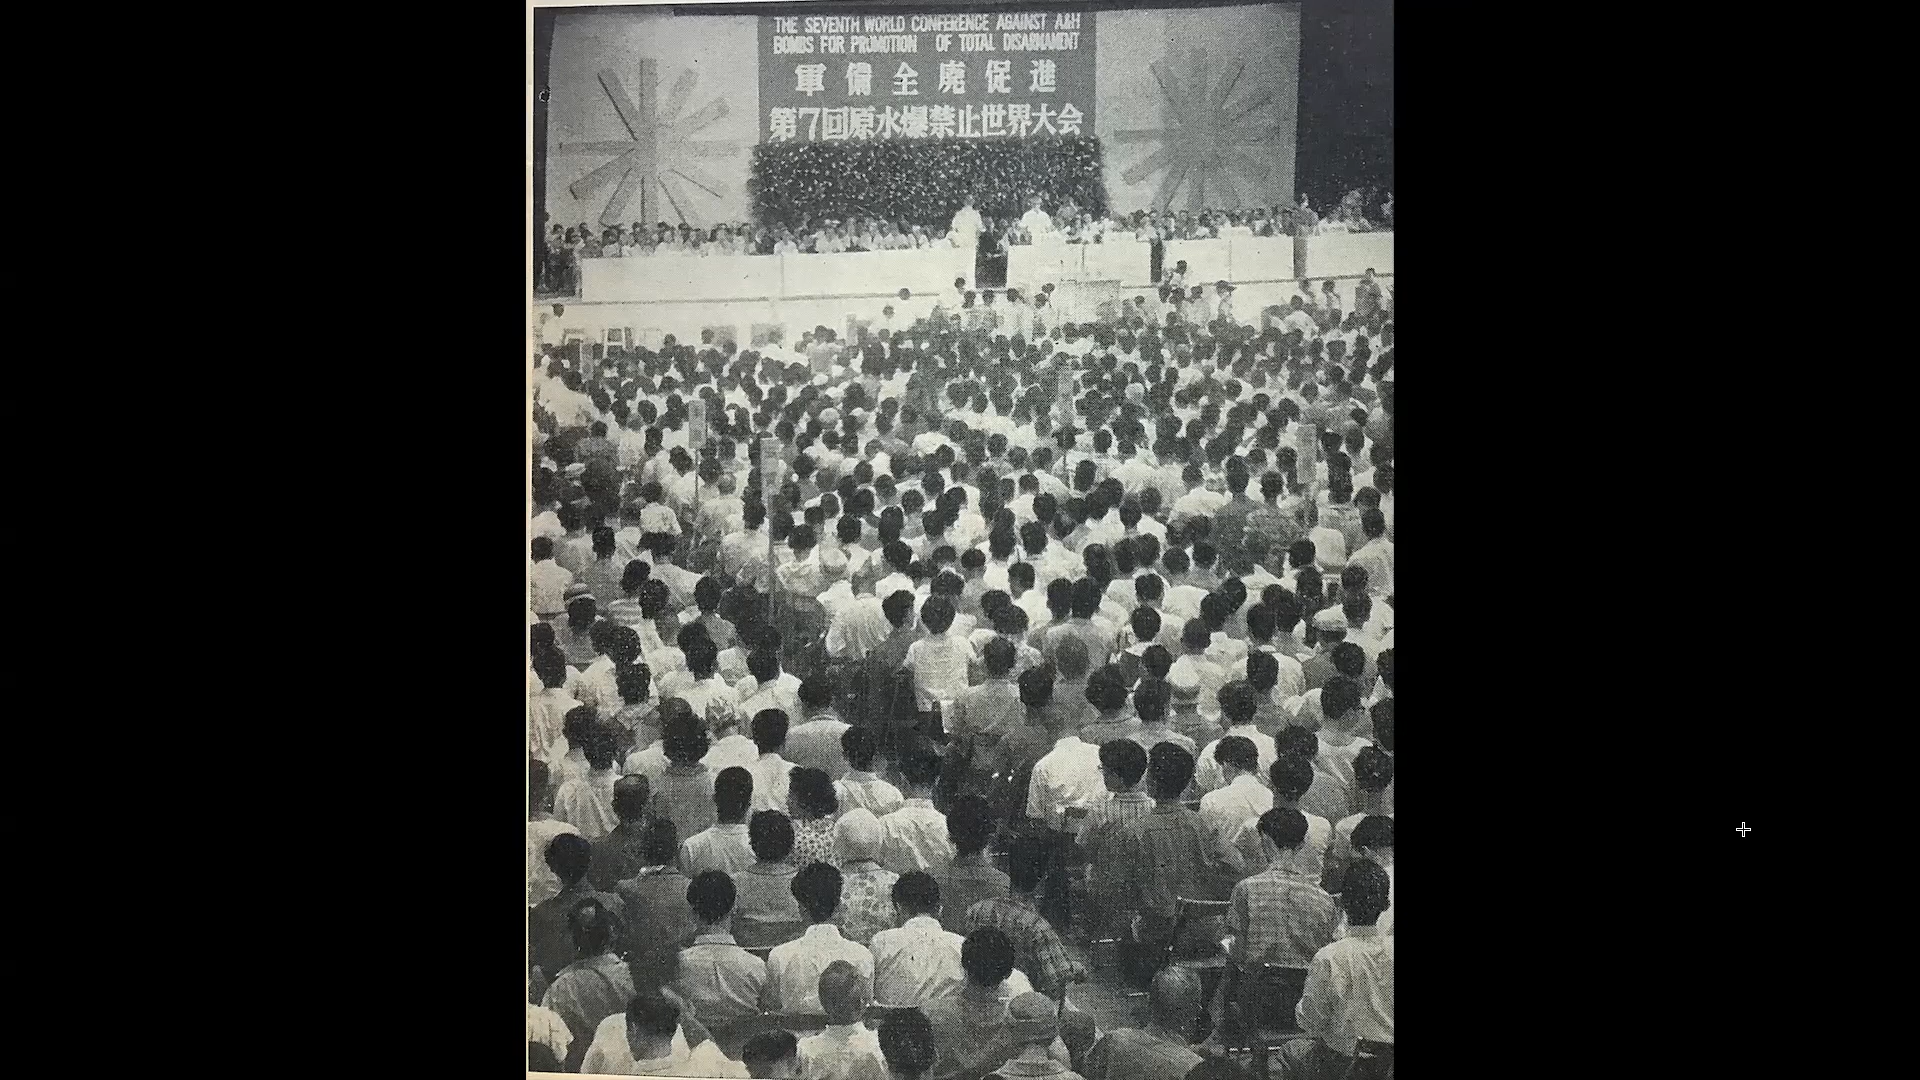 THE SEVENTH WORLD CONFERENCE AGAINST A&H
BOMBS FOR PROMOTION OF TOTAL DISARMAMENT
軍備全廃促進
第7回原水爆禁止世界大会